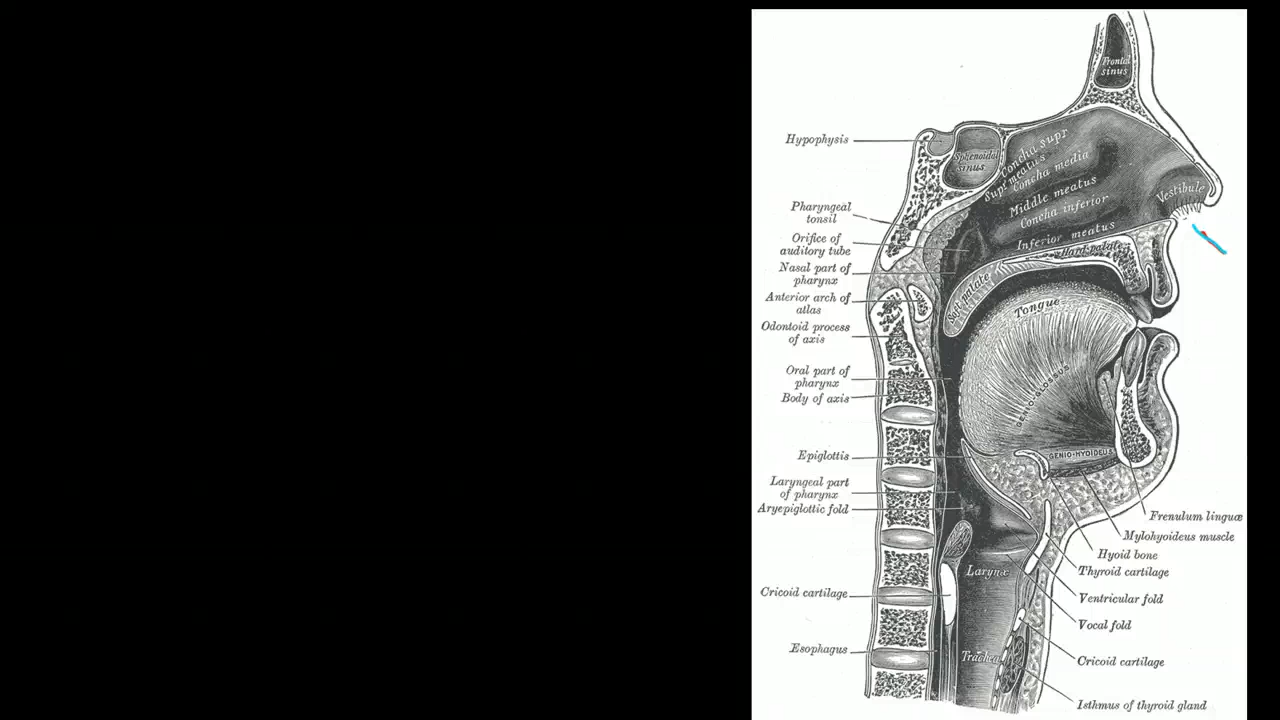 Frontal
sinus
Hypophysis
Sphenoidal
sinus
Concha supr
Supr meatus
Concha media
Middle meatus
Concha inferior
Inferior meatus
Vestibule
Pharyngeal
tonsil
Orifice of
auditory tube
Nasal part of
pharynx
Anterior arch of
atlas
Odontoid process
of axis
Oral part of
pharynx
Body of axis
Epiglottis
Laryngeal part
of pharynx
Aryepiglottic fold
Cricoid cartilage
Esophagus
Hard palate
Soft palate
Tongue
GENIO-GLOSSUS
GENIO-HYOIDEUS
Larynx
Trachea
Frenulum linguæ
Mylohyoideus muscle
Hyoid bone
Thyroid cartilage
Ventricular fold
Vocal fold
Cricoid cartilage
Isthmus of thyroid gland